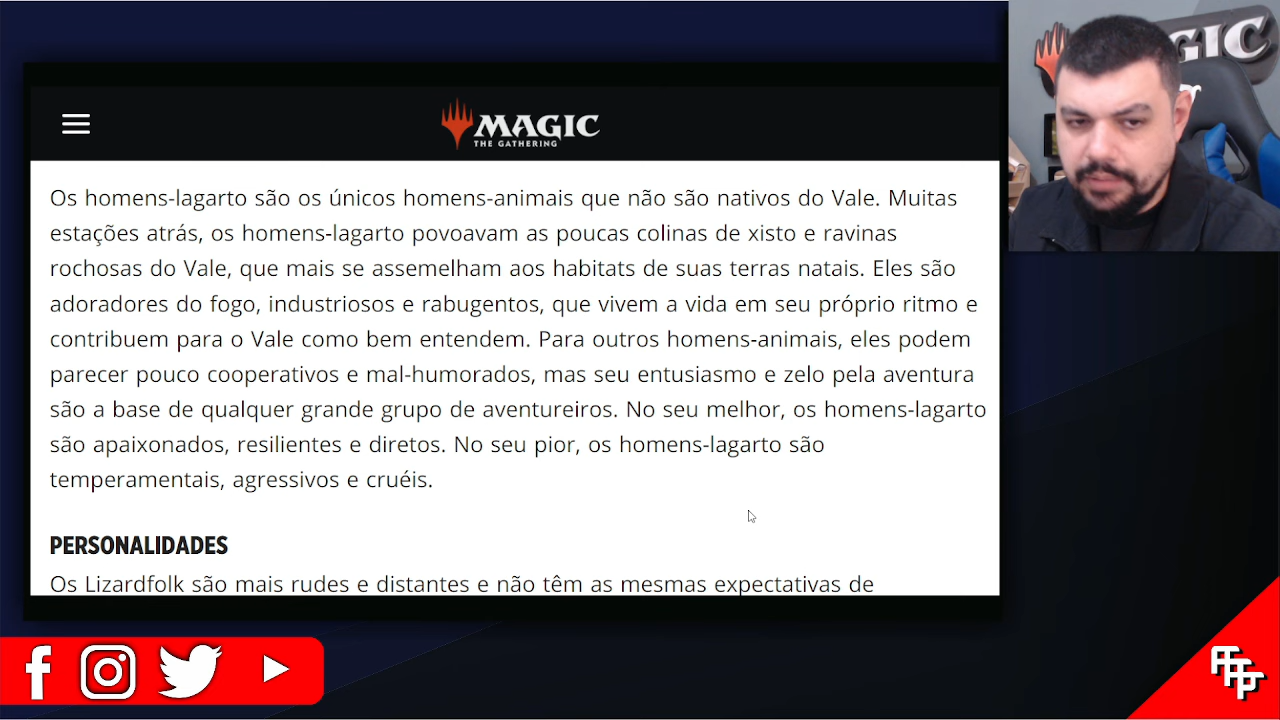 MAGIC
THE GATHERING
GIC
Os homens-lagarto são os únicos homens-animais que não são nativos do Vale. Muitas
estações atrás, os homens-lagarto povoavam as poucas colinas de xisto e ravinas
rochosas do Vale, que mais se assemelham aos habitats de suas terras natais. Eles são
adoradores do fogo, industriosos e rabugentos, que vivem a vida em seu próprio ritmo e
contribuem para o Vale como bem entendem. Para outros homens-animais, eles podem
parecer pouco cooperativos e mal-humorados, mas seu entusiasmo e zelo pela aventura
são a base de qualquer grande grupo de aventureiros. No seu melhor, os homens-lagarto
são apaixonados, resilientes e diretos. No seu pior, os homens-lagarto são
temperamentais, agressivos e cruéis.
PERSONALIDADES
Os Lizardfolk são mais rudes e distantes e não têm as mesmas expectativas de